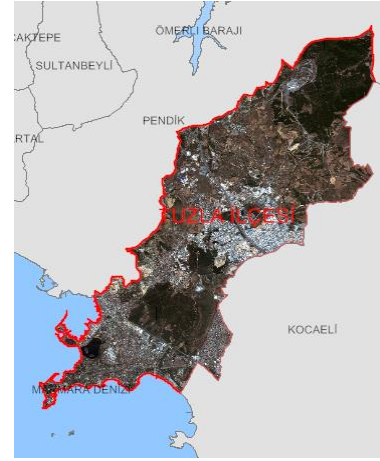 ÖMERLİ BARAJI
SULTANBEYLİ
PENDİK
TUZLA İLÇESİ
KOCAELİ
MARMARA DENİZİ